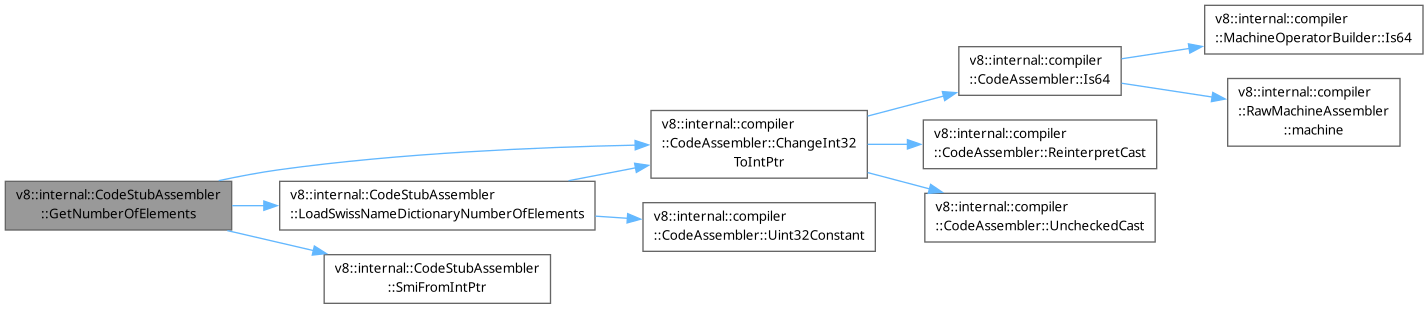 v8::internal::CodeStubAssembler
::GetNumberOfElements
v8::internal::CodeStubAssembler
::LoadSwissNameDictionaryNumberOfElements
v8::internal::CodeStubAssembler
::SmiFromIntPtr
v8::internal::compiler
::CodeAssembler::ChangeInt32
ToIntPtr
v8::internal::compiler
::CodeAssembler::Uint32Constant
v8::internal::compiler
::CodeAssembler::Is64
v8::internal::compiler
::CodeAssembler::ReinterpretCast
v8::internal::compiler
::CodeAssembler::UncheckedCast
v8::internal::compiler
::MachineOperatorBuilder::Is64
v8::internal::compiler
::RawMachineAssembler
::machine